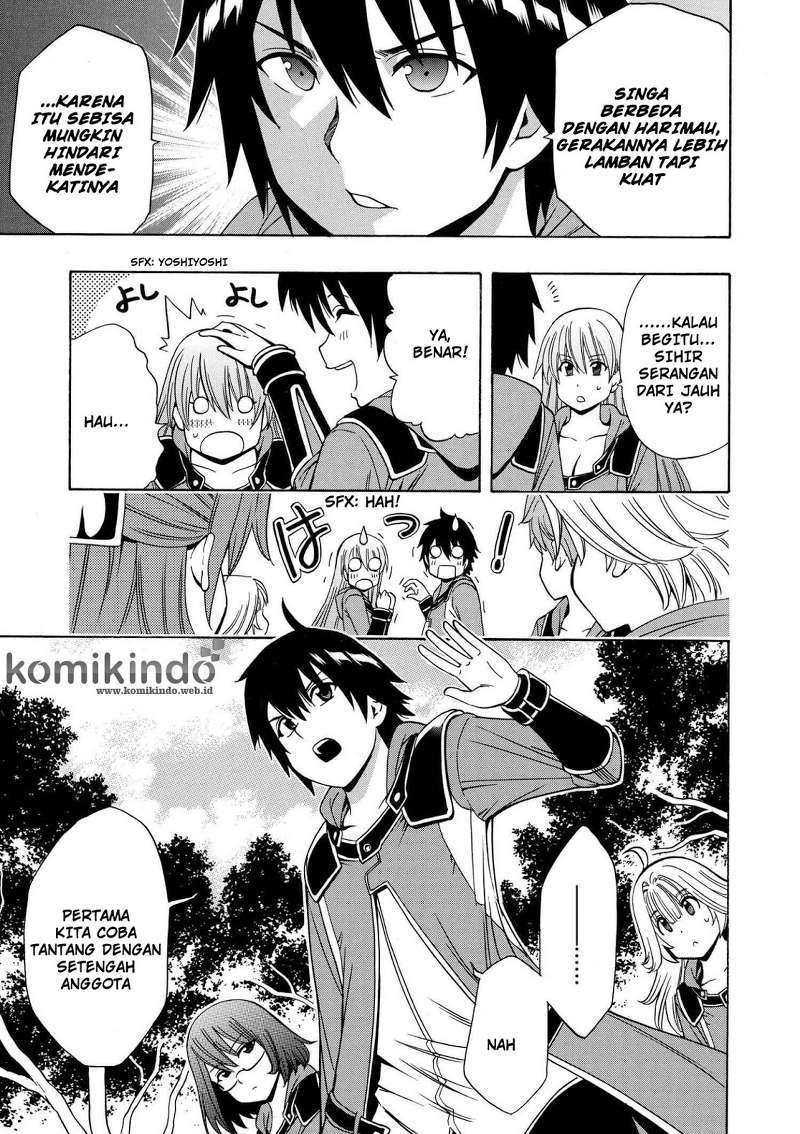 SINGA
BERBEDA
DENGAN HARIMAU,
GERAKANNYA LEBIH
LAMBAN TAPI
KUAT
...KARENA
ITU SEBISA
MUNGKIN
HINDARI
MENDE-
KATINYA
......KALAU
BEGITU...
SIHIR
SERANGAN
DARI JAUH
YA?
SFX: YOSHIYOSHI
よし
よし
YA,
BENAR!
HAU...
SFX: HAH!
はっ!
komikindo
www.komikindo.web.id
...........
NAH
PERTAMA
KITA COBA
TANTANG DENGAN
SETENGAH
ANGGOTA